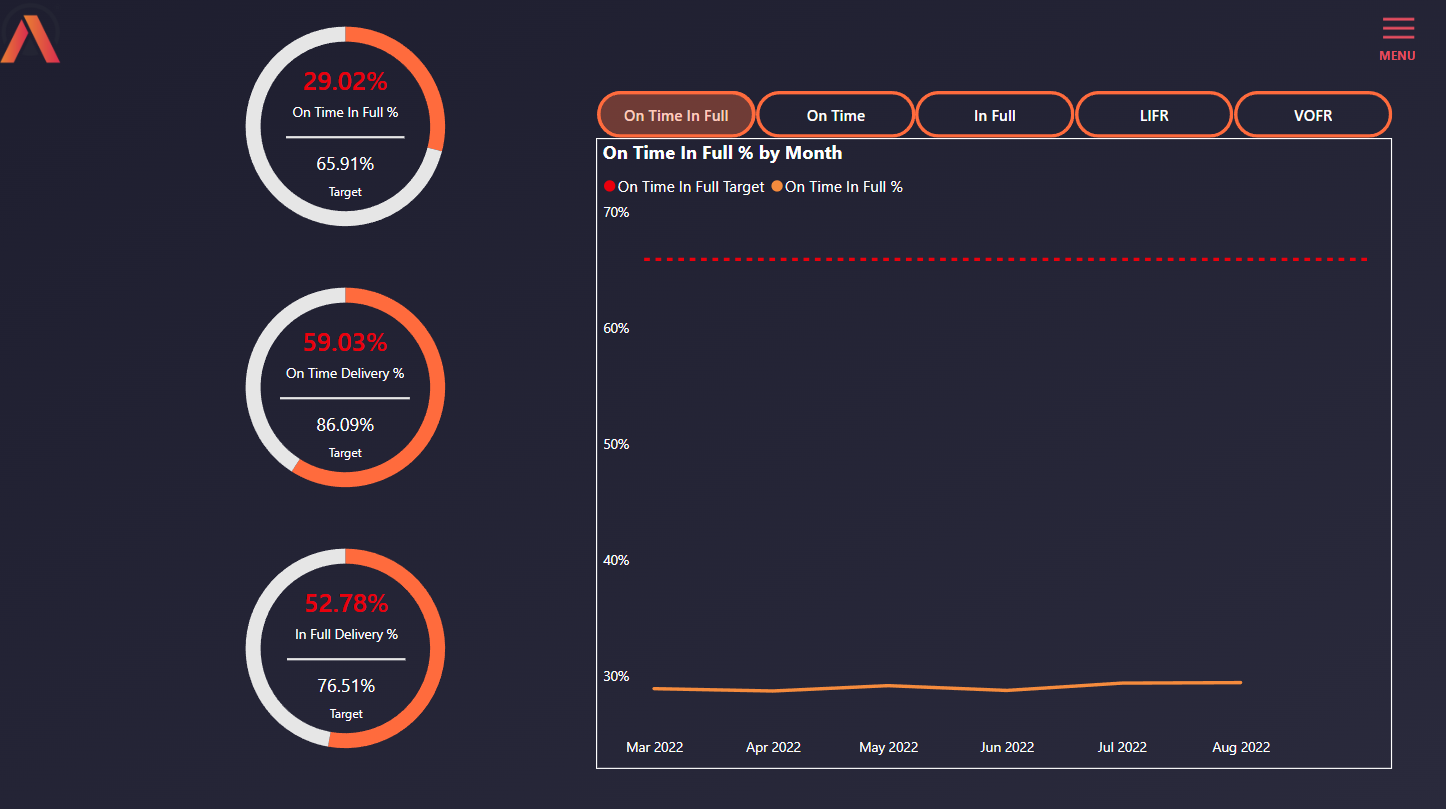 29.02%
On Time In Full %
65.91%
Target
59.03%
On Time Delivery %
86.09%
Target
52.78%
In Full Delivery %
76.51%
Target
MENU
On Time In Full
On Time
In Full
LIFR
VOFR
On Time In Full % by Month
On Time In Full Target On Time In Full %
70%
60%
50%
40%
30%
Mar 2022 Apr 2022 May 2022 Jun 2022 Jul 2022 Aug 2022